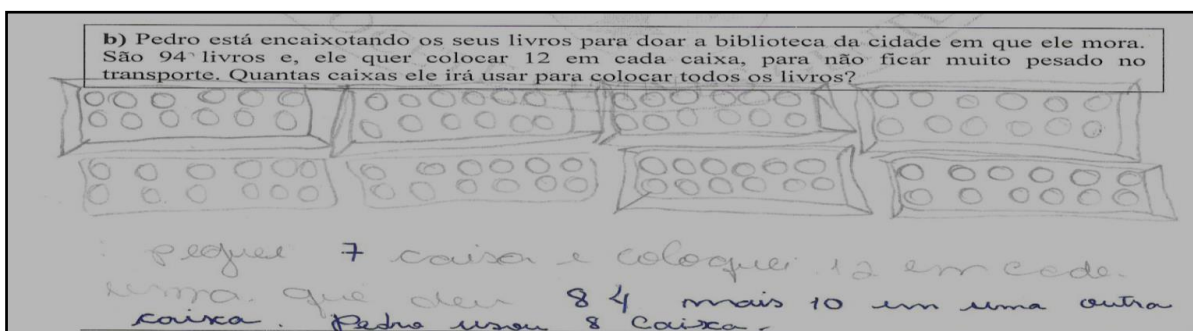 b) Pedro está encaixotando os seus livros para doar a biblioteca da cidade em que ele mora.
São 94 livros e, ele quer colocar 12 em cada caixa, para não ficar muito pesado no
transporte. Quantas caixas ele irá usar para colocar todos os livros?
peguei 7 caixa e coloquei 12 em cada
uma. que deu 84 mais 10 em uma outra
caixa. Pedro usou 8 caixa.